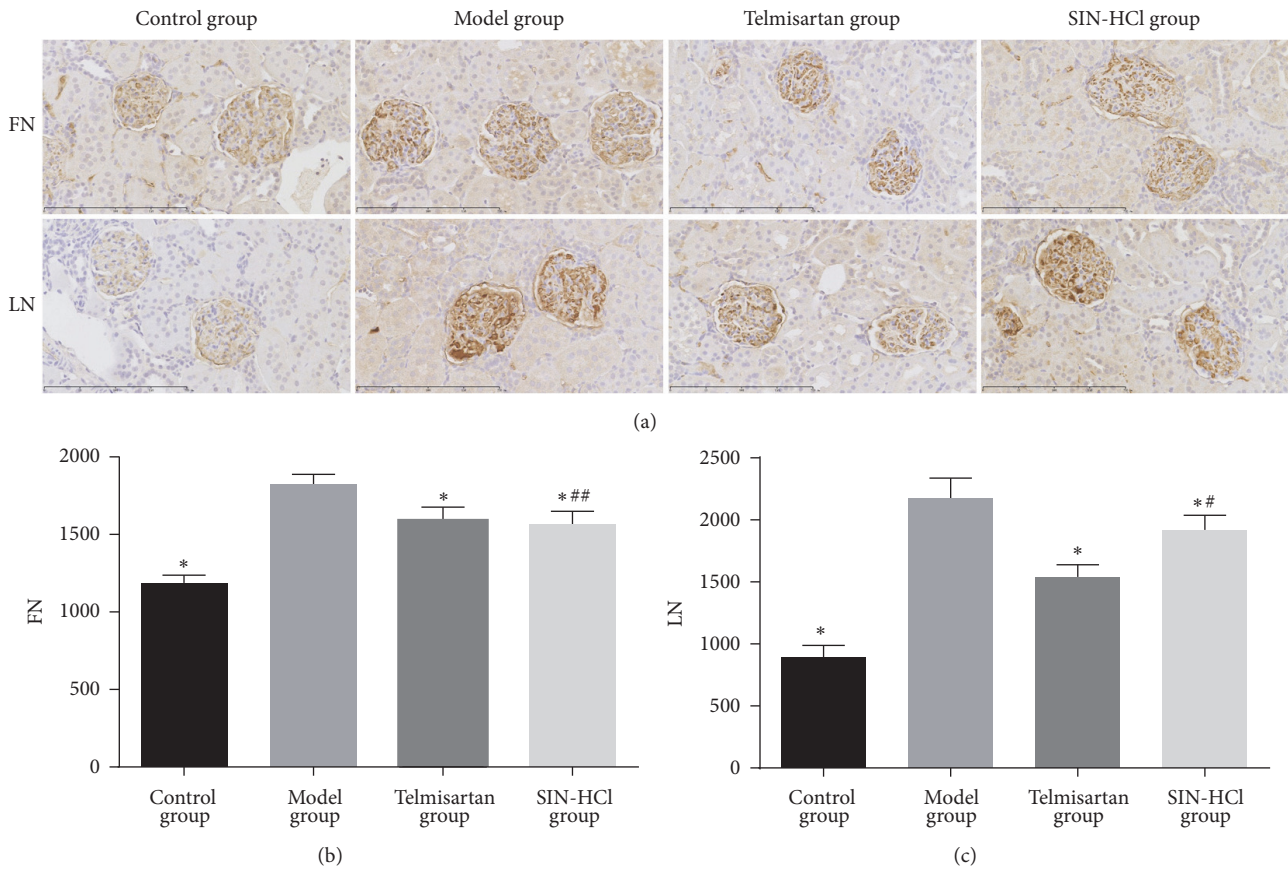 Control group
Model group
Telmisartan group
SIN-HCl group
FN
LN
(a)
2000
1500
1000
500
0
FN
*
*
*##
Control
group
Model
group
Telmisartan
group
SIN-HCl
group
(b)
2500
2000
1500
1000
500
0
LN
*
*
*#
Control
group
Model
group
Telmisartan
group
SIN-HCl
group
(c)